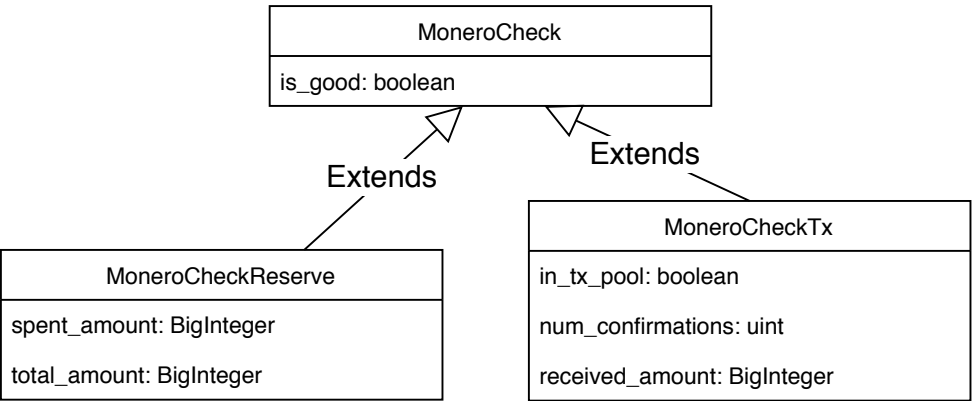 MoneroCheck
is_good: boolean
Extends
Extends
MoneroCheckReserve
spent_amount: BigInteger
total_amount: BigInteger
MoneroCheckTx
in_tx_pool: boolean
num_confirmations: uint
received_amount: BigInteger